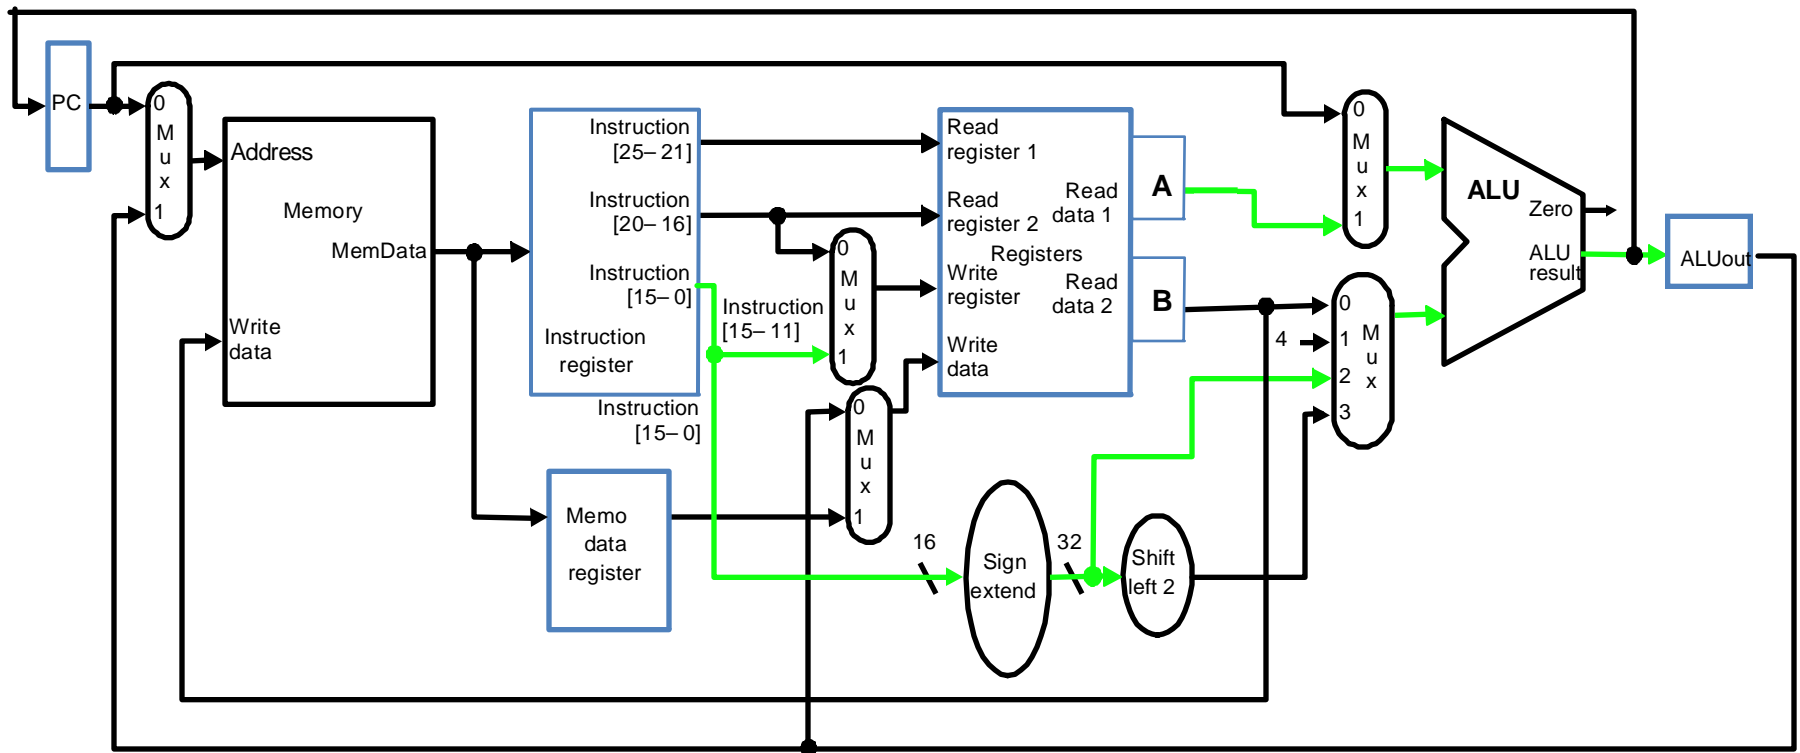 PC
0
M
u
x
1
Address
Memory
MemData
Write
data
Instruction
[25– 21]
Instruction
[20– 16]
Instruction
[15– 0]
Instruction
register
Instruction
[15– 0]
Instruction
[15– 11]
0
M
u
x
1
0
M
u
x
1
Memo
data
register
Read
register 1
Read
register 2
Registers
Write
register
Write
data
Read
data 1
Read
data 2
A
B
16
Sign
extend
32
Shift
left 2
0
M
u
x
1
4
0
1
2
3
M
u
x
ALU
Zero
ALU
result
ALUout